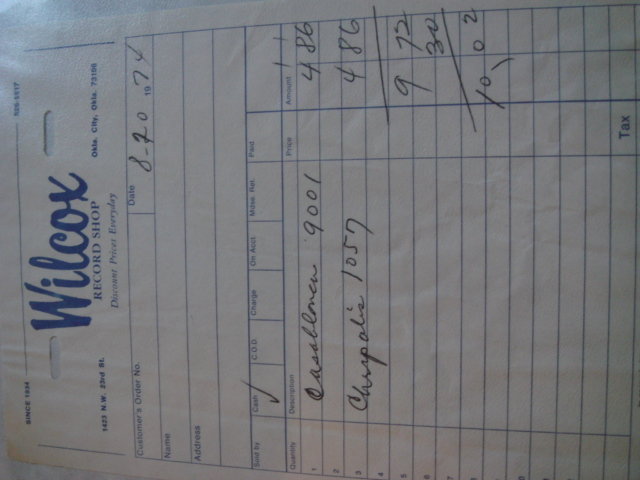 SINCE 1934
Wilcox
RECORD SHOP
Discount Prices Everyday
1423 N.W. 23rd St.
Okla. City, Okla. 73106
Customer's Order No.
Date 8-20 1974
Name
Address
Sold by Cash ✓ C.O.D. Charge On Acct. Mdse. Ret. Paid
Quantity Description Price Amount
1 Casablanca 9001 4 86
2
3 1057 4 86
4
5 9 72
6 30
7
8 10 02
9
Tax